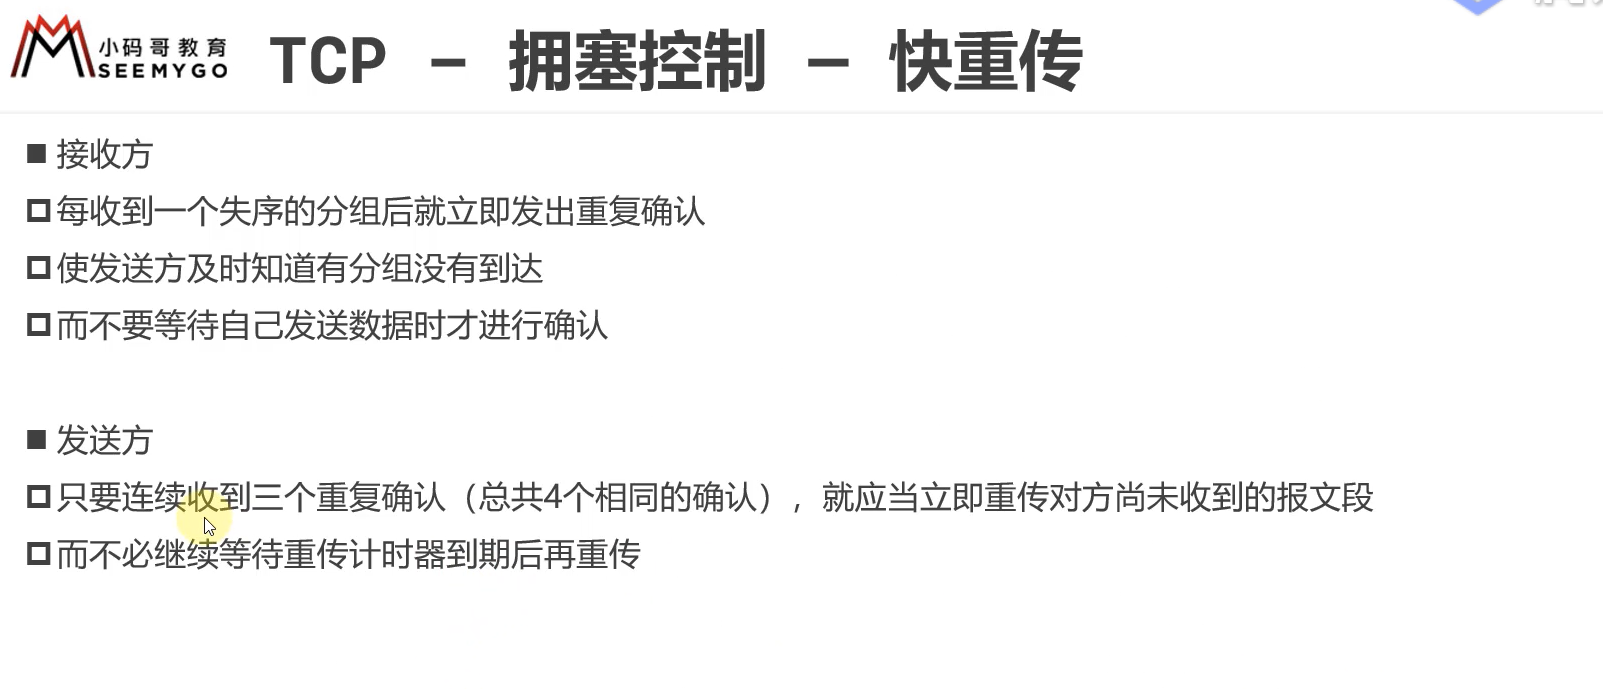 小码哥教育
SEEMYGO
TCP – 拥塞控制 – 快重传
接收方
每收到一个失序的分组后就立即发出重复确认
使发送方及时知道有分组没有到达
而不要等待自己发送数据时才进行确认
发送方
只要连续收到三个重复确认（总共4个相同的确认），就应当立即重传对方尚未收到的报文段
而不必继续等待重传计时器到期后再重传